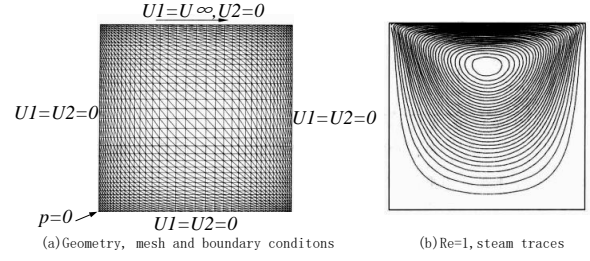 U1=U∞,U2=0
U1=U2=0
U1=U2=0
p=0
U1=U2=0
(a)Geometry, mesh and boundary conditons
(b)Re=1,steam traces